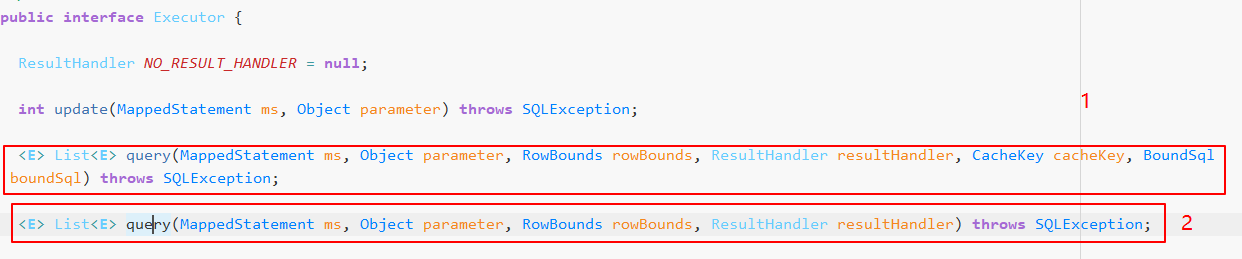 public interface Executor {
ResultHandler NO_RESULT_HANDLER = null;
int update(MappedStatement ms, Object parameter) throws SQLException;
1
<E> List<E> query(MappedStatement ms, Object parameter, RowBounds rowBounds, ResultHandler resultHandler, CacheKey cacheKey, BoundSql
boundSql) throws SQLException;
<E> List<E> query(MappedStatement ms, Object parameter, RowBounds rowBounds, ResultHandler resultHandler) throws SQLException;
2